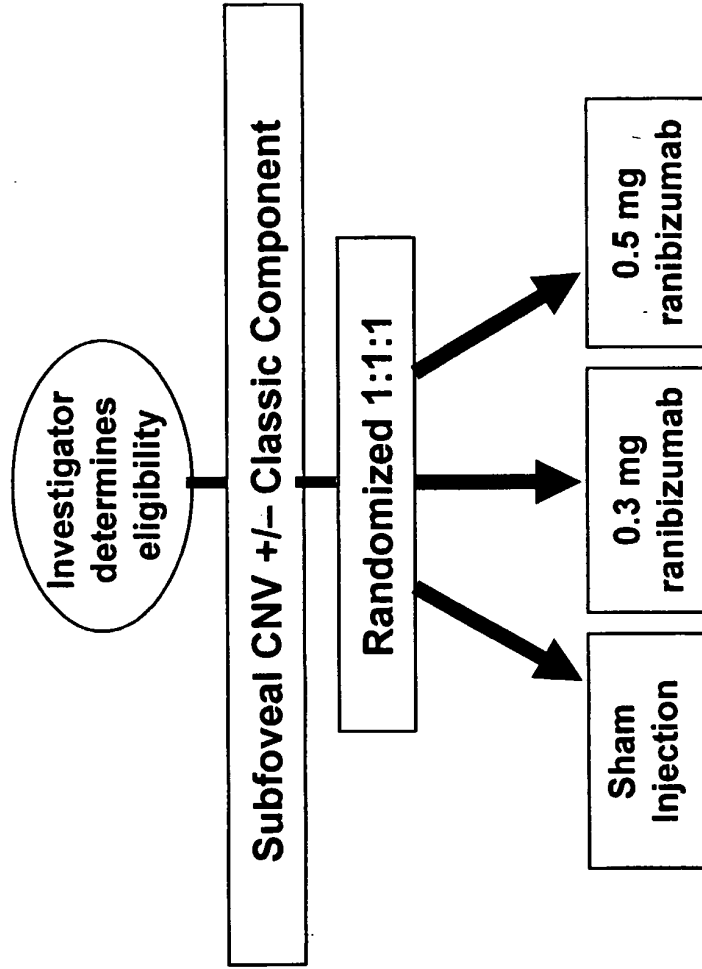 Investigator
determines
eligibility
Subfoveal CNV +/– Classic Component
Randomized 1:1:1
Sham
Injection
0.3 mg
ranibizumab
0.5 mg
ranibizumab